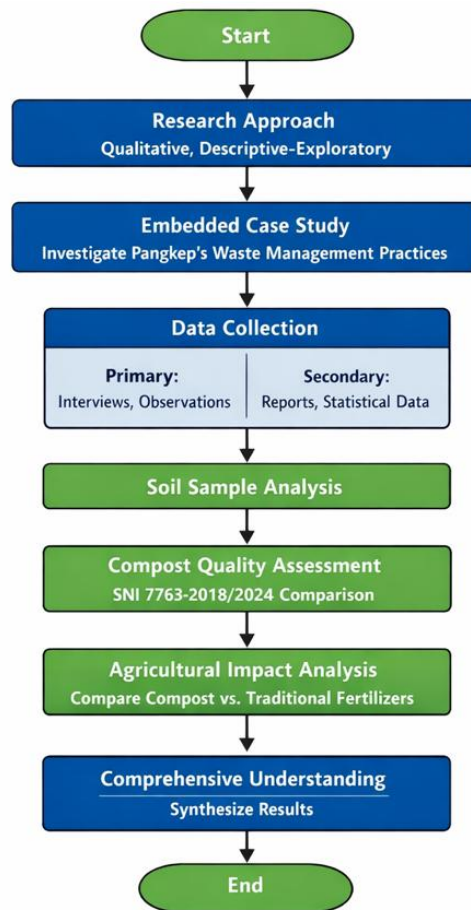 Start
Research Approach
Qualitative, Descriptive-Exploratory
Embedded Case Study
Investigate Pangkep's Waste Management Practices
Data Collection
Primary:
Interviews, Observations
Secondary:
Reports, Statistical Data
Soil Sample Analysis
Compost Quality Assessment
SNI 7763-2018/2024 Comparison
Agricultural Impact Analysis
Compare Compost vs. Traditional Fertilizers
Comprehensive Understanding
Synthesize Results
End